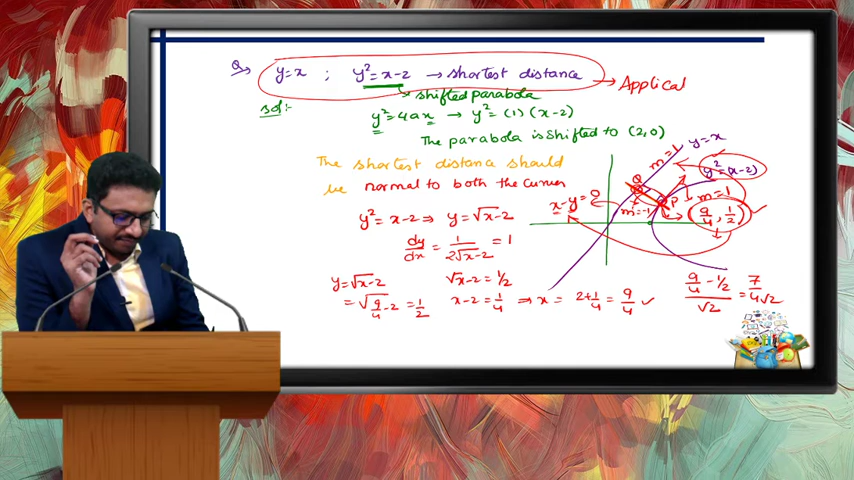 Q→ y=x ; y²=x-2 → shortest distance → Applical
Sol:- → shifted parabola
y²=4ax → y²=(1)(x-2)
The parabola is shifted to (2,0)
The shortest distance should
be normal to both the curves
y²=x-2 ⇒ y=√x-2
dy/dx = 1/2√x-2 = 1
y=√x-2
=√9/4-2 = 1/2
√x-2 = 1/2
x-2 = 1/4 ⇒ x = 2+1/4 = 9/4 ✓
y=x
m=1
y²=(x-2)
Q
x-y=0
m=1
m=-1
P
(9/4, 1/2)
9/4-1/2/√2 = 7/4√2